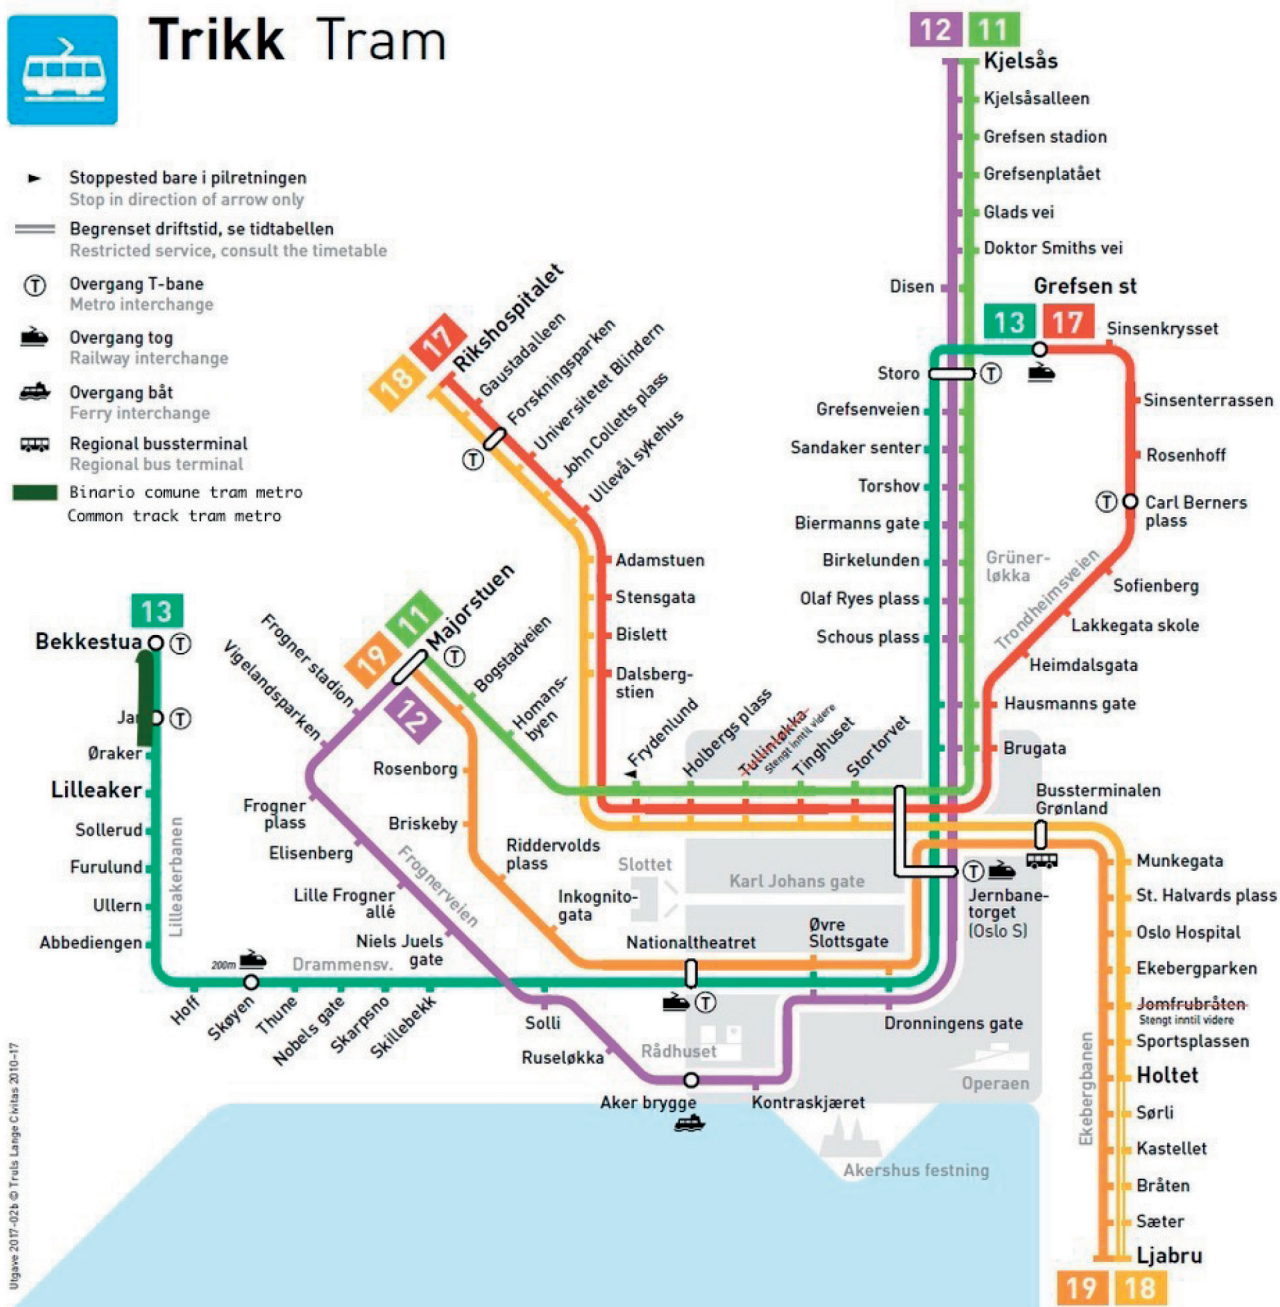 Trikk Tram
Stoppested bare i pilretningen
Stop in direction of arrow only
Begrenset driftstid, se tidtabellen
Restricted service, consult the timetable
T
Overgang T-bane
Metro interchange
Overgang tog
Railway interchange
Overgang båt
Ferry interchange
Regional bussterminal
Regional bus terminal
Binario comune tram metro
Common track tram metro
12 11
Kjelsås
Kjelsåsalleen
Grefsen stadion
Grefsenplatået
Glads vei
Doktor Smiths vei
Disen
Grefsen st
13 17
Sinsenkrysset
Storo
T
Grefsenveien
Sandaker senter
Torshov
Biermanns gate
Birkelunden
Olaf Ryes plass
Schous plass
Sinsenterrassen
Rosenhoff
T
Carl Berners
plass
Grüner-
løkka
Trondheimsveien
Sofienberg
Lakkegata skole
Heimdalsgata
Hausmanns gate
Brugata
18 17
Rikshospitalet
Gaustadalleen
Forskningsparken
T
Universitetet Blindern
John Colletts plass
Ullevål sykehus
Adamstuen
Stensgata
Bislett
Dalsberg-
stien
Frydenlund
Holbergs plass
Tullinløkka
Stengt inntil videre
Tinghuset
Stortorvet
19 11
Majorstuen
T
12
Bogstadveien
Homans-
byen
Frogner stadion
Vigelandsparken
Rosenborg
Briskeby
Riddervolds
plass
Inkognito-
gata
Frogner
plass
Elisenberg
Frognerveien
Lille Frogner
allé
Niels Juels
gate
13
Bekkestua
T
Jar
T
Øraker
Lilleaker
Sollerud
Furulund
Ullern
Abbediengen
Lilleakerbanen
200m
Drammensv.
Hoff
Skøyen
Thune
Nobels gate
Skarpsno
Skillebekk
Solli
Ruseløkka
Aker brygge
Kontraskjæret
Nationaltheatret
T
Slottet
Karl Johans gate
Øvre
Slottsgate
Dronningens gate
Rådhuset
Operaen
Akershus festning
T
Jernbane-
torget
(Oslo S)
Bussterminalen
Grønland
Munkegata
St. Halvards plass
Oslo Hospital
Ekebergparken
Jomfrubråten
Stengt inntil videre
Sportsplassen
Holtet
Sørli
Kastellet
Bråten
Sæter
Ljabru
Ekebergbanen
19 18
Utgave 2017-02b © Truls Lange Civitas 2010-17